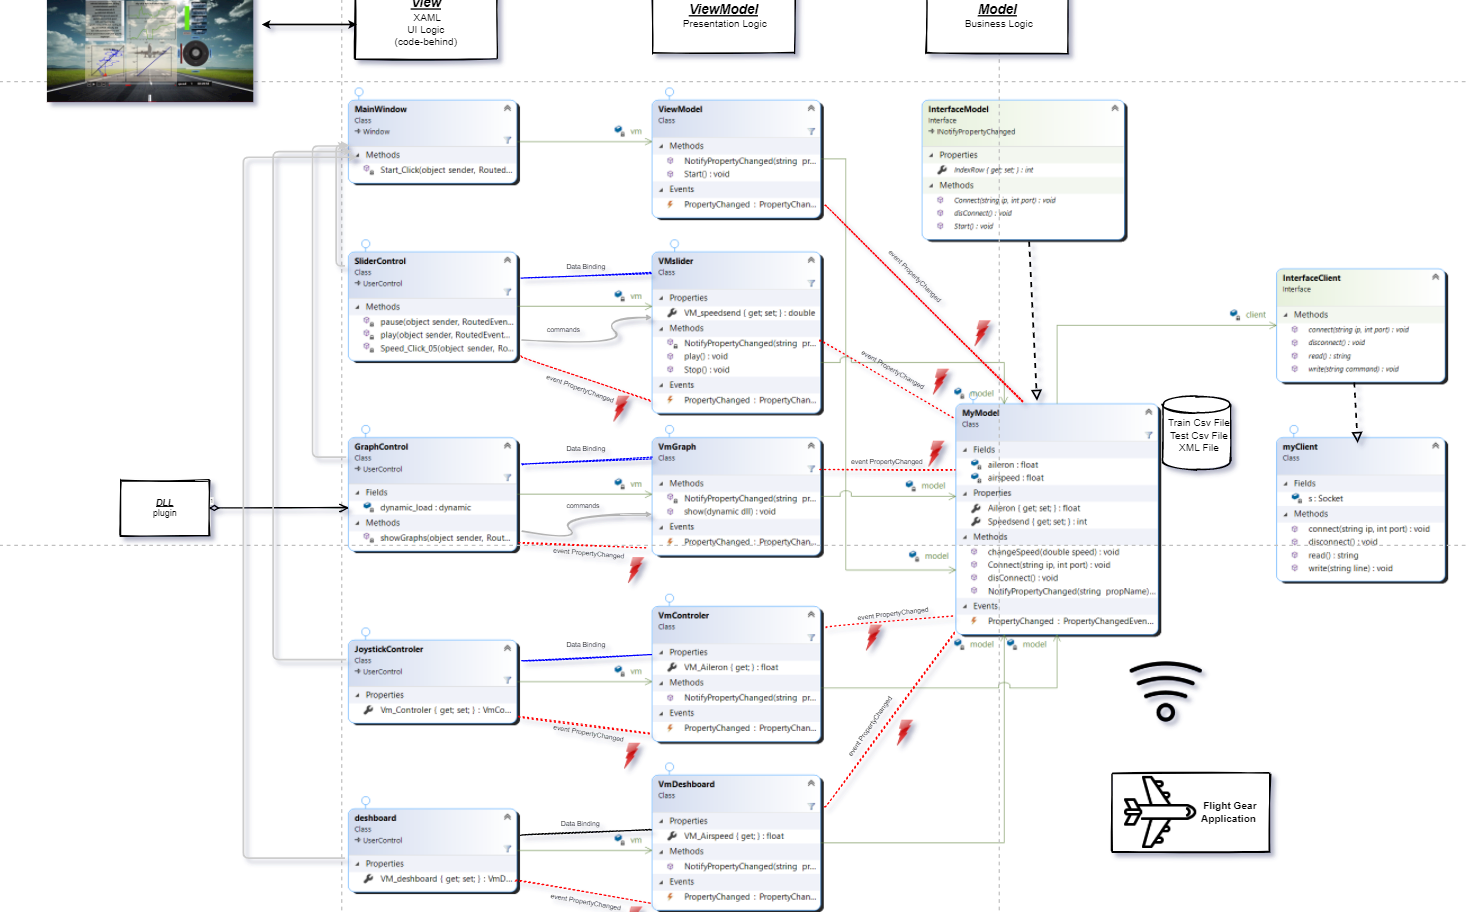 View
XAML
UI Logic
(code-behind)
ViewModel
Presentation Logic
Model
Business Logic
MainWindow
Class
Window
Methods
Start_Click(object sender, Routed...
vm
ViewModel
Class
Methods
NotifyPropertyChanged(string pr...
Start() : void
Events
PropertyChanged : PropertyChan...
InterfaceModel
Interface
INotifyPropertyChanged
Properties
IndexRow { get; set; } : int
Methods
Connect(string ip, int port) : void
disConnect() : void
Start() : void
event PropertyChanged
SliderControl
Class
UserControl
Methods
pause(object sender, RoutedEven...
play(object sender, RoutedEvent...
Speed_Click_05(object sender, Ro...
Data Binding
vm
commands
event PropertyChanged
VMslider
Class
Properties
VM_speedsend { get; set; } : double
Methods
NotifyPropertyChanged(string pr...
play() : void
Stop() : void
Events
PropertyChanged : PropertyChan...
event PropertyChanged
model
client
InterfaceClient
Interface
Methods
connect(string ip, int port) : void
disconnect() : void
read() : string
write(string command) : void
DLL
plugin
GraphControl
Class
UserControl
Fields
dynamic_load : dynamic
Methods
showGraphs(object sender, Rout...
Data Binding
vm
commands
event PropertyChanged
VmGraph
Class
Methods
NotifyPropertyChanged(string pr...
show(dynamic dll) : void
Events
PropertyChanged : PropertyChan...
event PropertyChanged
model
model
MyModel
Class
Fields
aileron : float
airspeed : float
Properties
Aileron { get; set; } : float
Speedsend { get; set; } : int
Methods
changeSpeed(double speed) : void
Connect(string ip, int port) : void
disConnect() : void
NotifyPropertyChanged(string propName)...
Events
PropertyChanged : PropertyChangedEven...
Train Csv File
Test Csv File
XML File
myClient
Class
Fields
s : Socket
Methods
connect(string ip, int port) : void
disconnect() : void
read() : string
write(string line) : void
JoystickControler
Class
UserControl
Properties
Vm_Controler { get; set; } : VmCo...
Data Binding
vm
event PropertyChanged
VmControler
Class
Properties
VM_Aileron { get; } : float
Methods
NotifyPropertyChanged(string pr...
Events
PropertyChanged : PropertyChan...
event PropertyChanged
model
model
event PropertyChanged
deshboard
Class
UserControl
Properties
VM_deshboard { get; set; } : VmD...
Data Binding
vm
event PropertyChanged
VmDeshboard
Class
Properties
VM_Airspeed { get; } : float
Methods
NotifyPropertyChanged(string pr...
Events
PropertyChanged : PropertyChan...
Flight Gear
Application